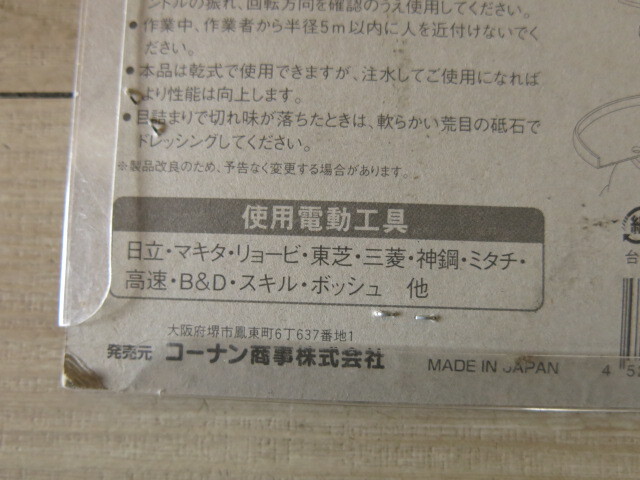 ンドルの振れ、回転方向を確認のうえ使用してください。
●作業中、作業者から半径5m以内に人を近付けないでく
ださい。
●本品は乾式で使用できますが、注水してご使用になれば
より性能は向上します。
●目詰まりで切れ味が落ちたときは、軟らかい荒目の砥石で
ドレッシングしてください。
※製品改良のため、予告なく変更する場合があります。
使用電動工具
日立・マキタ・リョービ・東芝・三菱・神鋼・ミタチ・
高速・B&D・スキル・ボッシュ 他
大阪府堺市鳳東町6丁637番地1
発売元 コーナン商事株式会社
MADE IN JAPAN
台
4 52